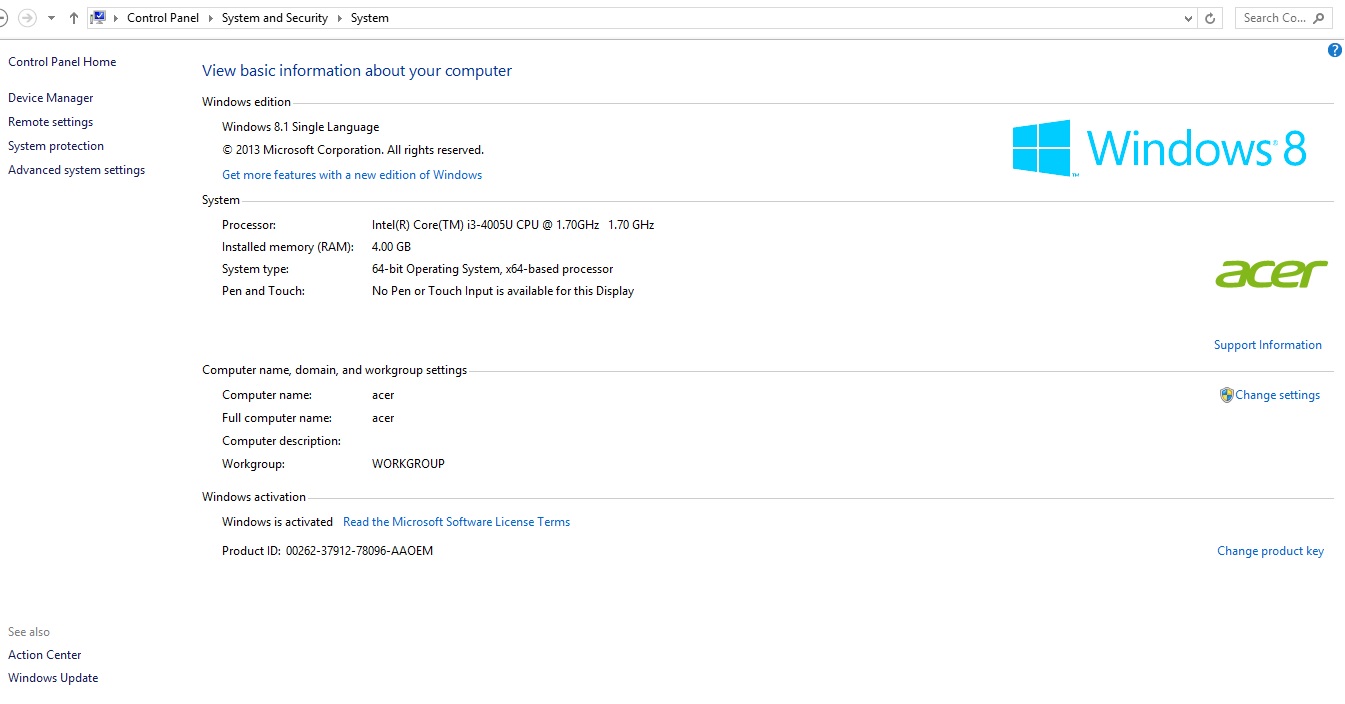 Control Panel System and Security System
Search Co...
Control Panel Home
Device Manager
Remote settings
System protection
Advanced system settings
View basic information about your computer
Windows edition
Windows 8.1 Single Language
© 2013 Microsoft Corporation. All rights reserved.
Get more features with a new edition of Windows
Windows 8
System
Processor: Intel(R) Core(TM) i3-4005U CPU @ 1.70GHz 1.70 GHz
Installed memory (RAM): 4.00 GB
System type: 64-bit Operating System, x64-based processor
Pen and Touch: No Pen or Touch Input is available for this Display
acer
Support Information
Computer name, domain, and workgroup settings
Computer name: acer
Change settings
Full computer name: acer
Computer description:
Workgroup: WORKGROUP
Windows activation
Windows is activated Read the Microsoft Software License Terms
Product ID: 00262-37912-78096-AAOEM
Change product key
See also
Action Center
Windows Update